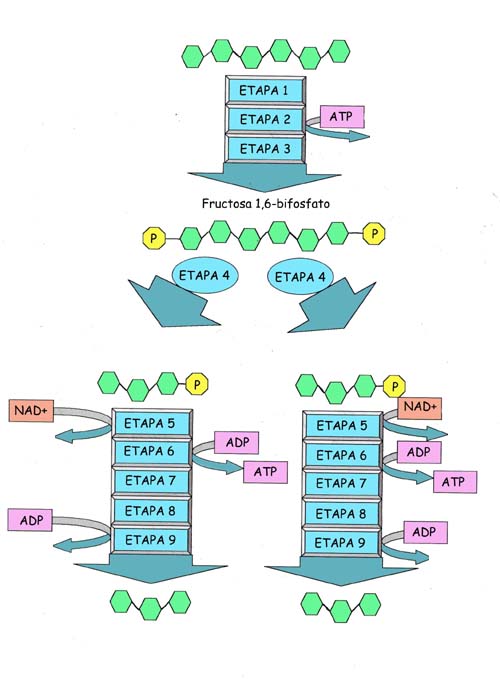 ETAPA 1
ETAPA 2
ATP
ETAPA 3
Fructosa 1,6-bifosfato
P
P
ETAPA 4
ETAPA 4
P
NAD+
ETAPA 5
ETAPA 6
ADP
ATP
ETAPA 7
ETAPA 8
ADP
ETAPA 9
P
NAD+
ETAPA 5
ETAPA 6
ADP
ATP
ETAPA 7
ETAPA 8
ETAPA 9
ADP